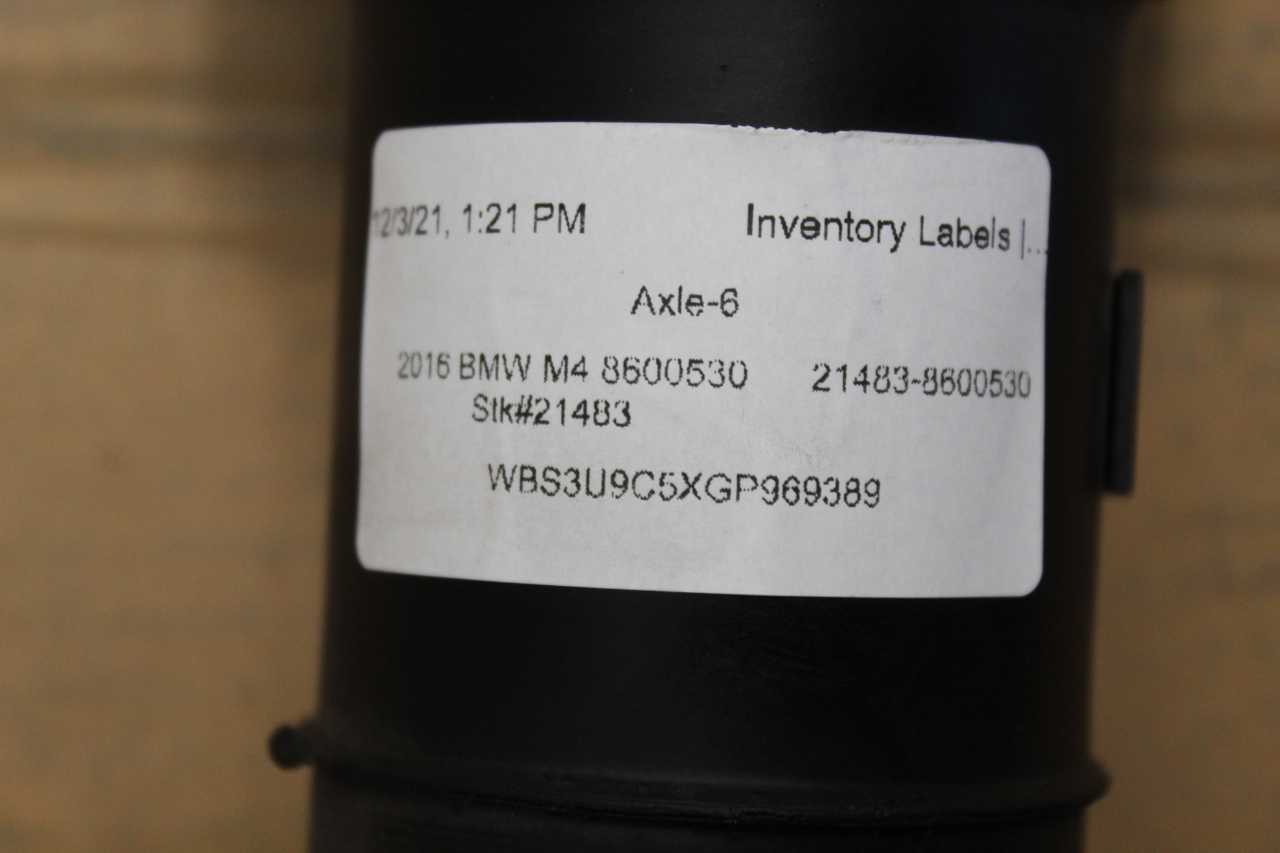 12/3/21, 1:21 PM Inventory Labels |...
Axle-6
2016 BMW M4 8600530 21483-8600530
Stk#21483
WBS3U9C5XGP969389